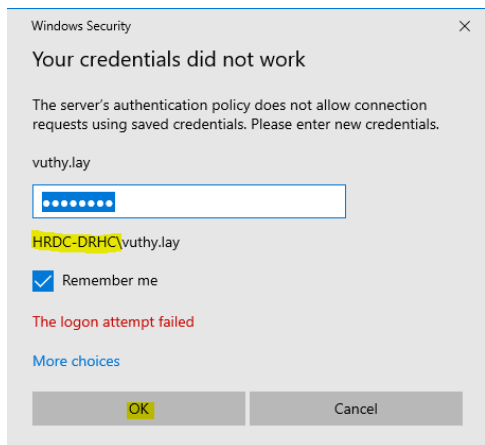 Windows Security
Your credentials did not work
The server's authentication policy does not allow connection
requests using saved credentials. Please enter new credentials.
vuthy.lay
●●●●●●●●
HRDC-DRHC\vuthy.lay
Remember me
The logon attempt failed
More choices
OK Cancel